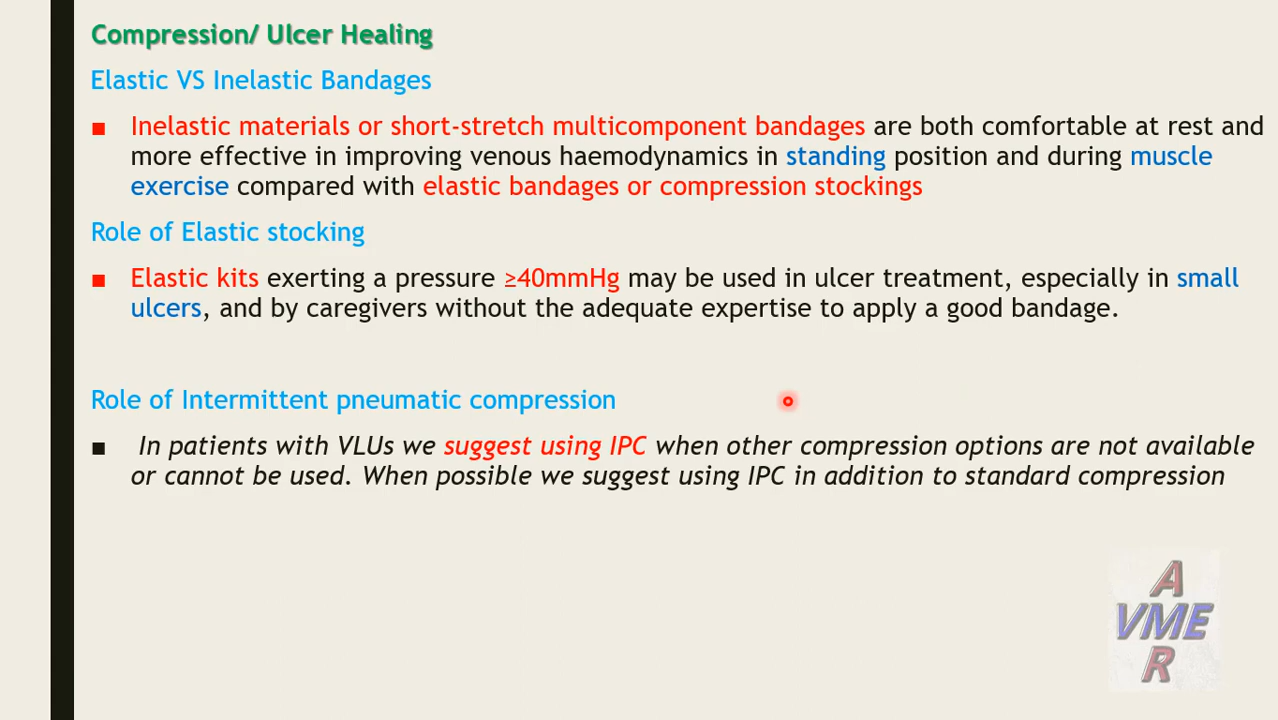 Compression/ Ulcer Healing
Elastic VS Inelastic Bandages
■ Inelastic materials or short-stretch multicomponent bandages are both comfortable at rest and
more effective in improving venous haemodynamics in standing position and during muscle
exercise compared with elastic bandages or compression stockings
Role of Elastic stocking
■ Elastic kits exerting a pressure ≥40mmHg may be used in ulcer treatment, especially in small
ulcers, and by caregivers without the adequate expertise to apply a good bandage.
Role of Intermittent pneumatic compression
■ In patients with VLUs we suggest using IPC when other compression options are not available
or cannot be used. When possible we suggest using IPC in addition to standard compression
A
VME
R